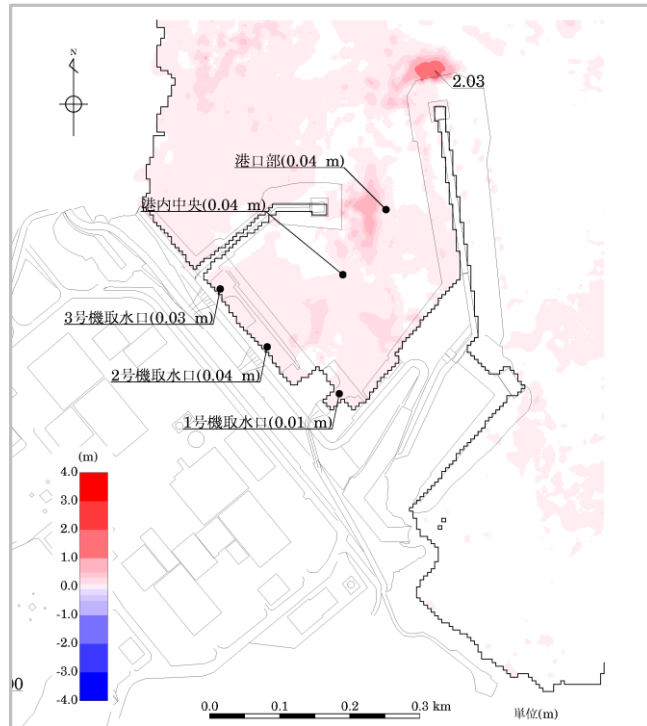 N
2.03
港口部(0.04 m)
港内中央(0.04 m)
3号機取水口(0.03 m)
2号機取水口(0.04 m)
1号機取水口(0.01 m)
(m)
4.0
3.0
2.0
1.0
0.0
-1.0
-2.0
-3.0
-4.0
00
0.0 0.1 0.2 0.3 km
単位(m)